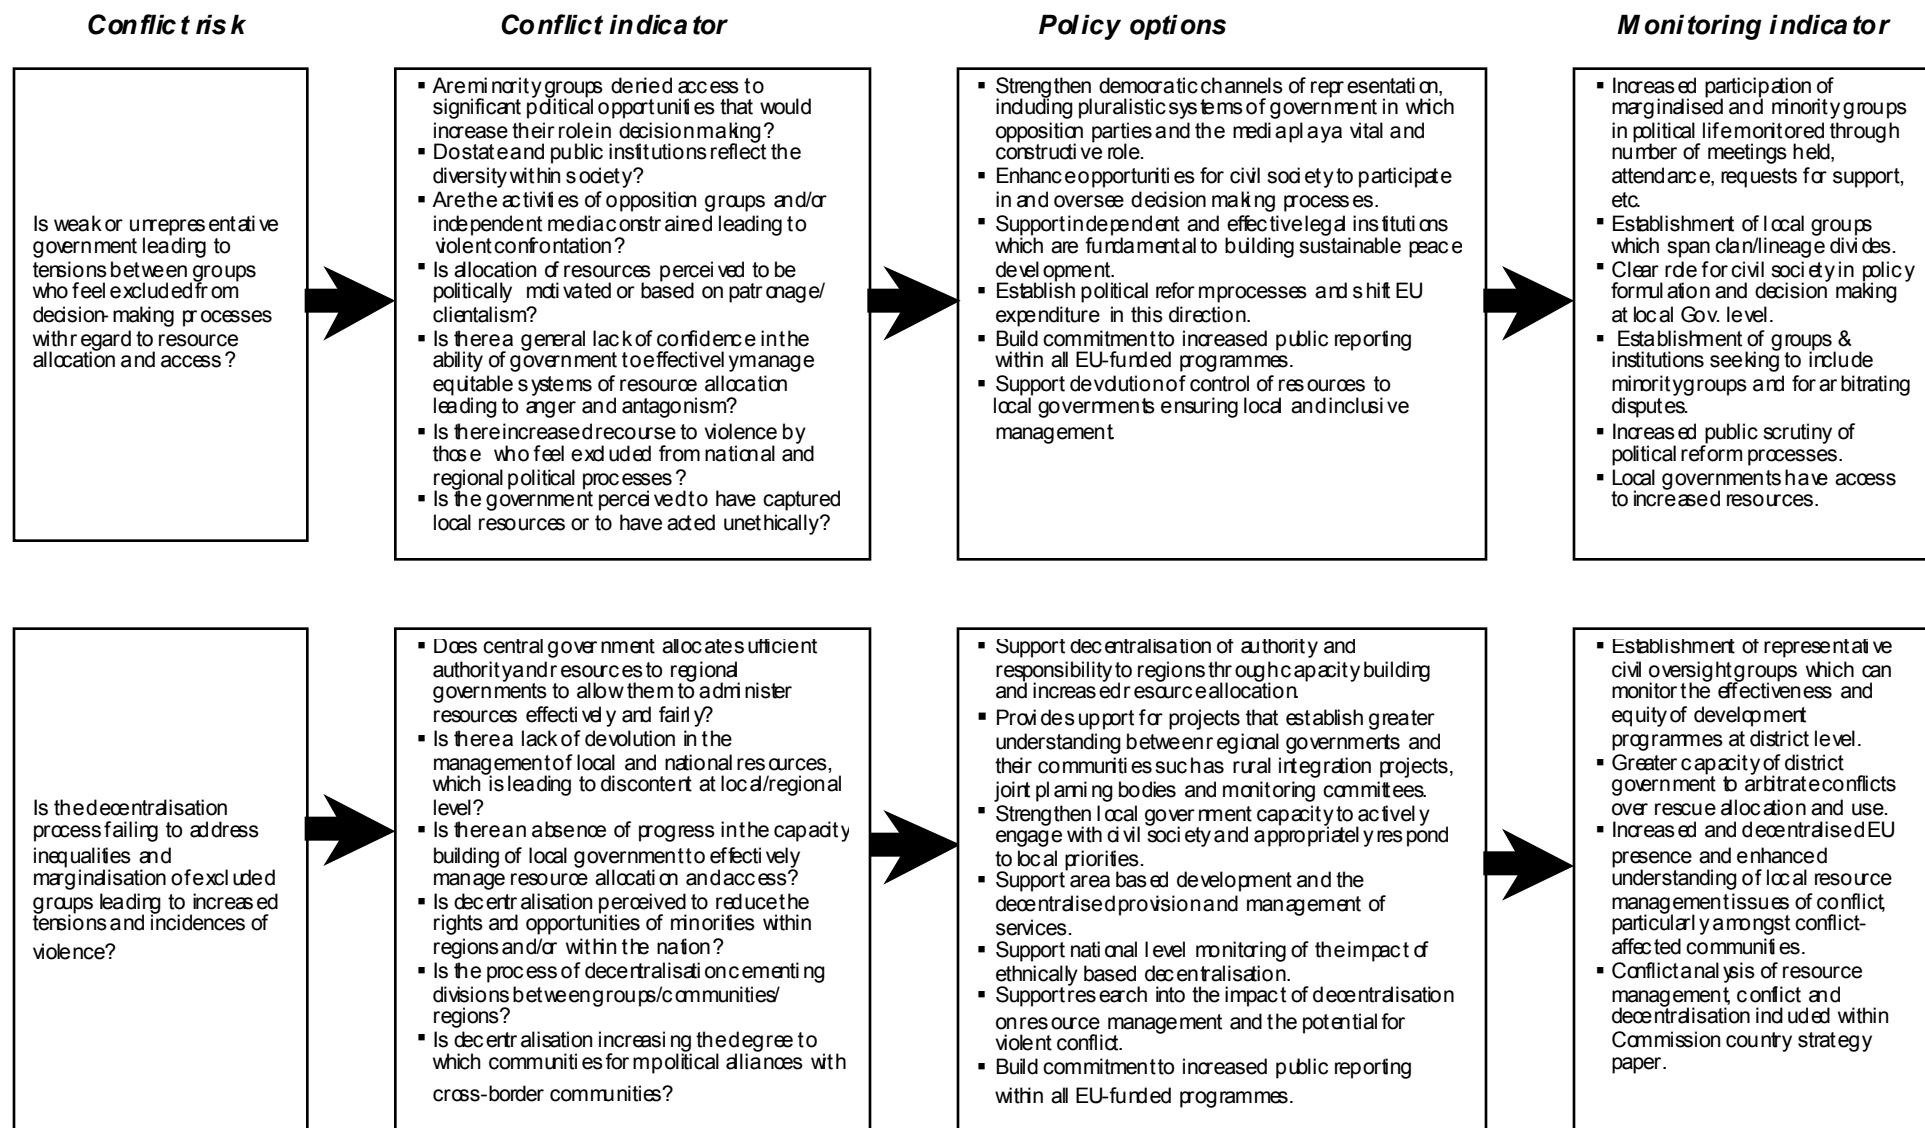 Conflict risk
Conflict indicator
Policy options
Monitoring indicator
Is weak or unrepresentative
government leading to
tensions between groups
who feel excluded from
decision-making processes
with regard to resource
allocation and access?
▪ Are minority groups denied access to
significant political opportunities that would
increase their role in decision making?
▪ Do state and public institutions reflect the
diversity within society?
▪ Are the activities of opposition groups and/or
independent media constrained leading to
violent confrontation?
▪ Is allocation of resources perceived to be
politically motivated or based on patronage/
clientalism?
▪ Is there a general lack of confidence in the
ability of government to effectively manage
equitable systems of resource allocation
leading to anger and antagonism?
▪ Is there increased recourse to violence by
those who feel excluded from national and
regional political processes?
▪ Is the government perceived to have captured
local resources or to have acted unethically?
▪ Strengthen democratic channels of representation,
including pluralistic systems of government in which
opposition parties and the media play a vital and
constructive role.
▪ Enhance opportunities for civil society to participate
in and oversee decision making processes.
▪ Support independent and effective legal institutions
which are fundamental to building sustainable peace
development.
▪ Establish political reform processes and shift EU
expenditure in this direction.
▪ Build commitment to increased public reporting
within all EU-funded programmes.
▪ Support devolution of control of resources to
local governments ensuring local and inclusive
management.
▪ Increased participation of
marginalised and minority groups
in political life monitored through
number of meetings held,
attendance, requests for support,
etc.
▪ Establishment of local groups
which span clan/lineage divides.
▪ Clear role for civil society in policy
formulation and decision making
at local Gov. level.
▪ Establishment of groups &
institutions seeking to include
minority groups and for arbitrating
disputes.
▪ Increased public scrutiny of
political reform processes.
▪ Local governments have access
to increased resources.
Is the decentralisation
process failing to address
inequalities and
marginalisation of excluded
groups leading to increased
tensions and incidences of
violence?
▪ Does central government allocate sufficient
authority and resources to regional
governments to allow them to administer
resources effectively and fairly?
▪ Is there a lack of devolution in the
management of local and national resources,
which is leading to discontent at local/regional
level?
▪ Is there an absence of progress in the capacity
building of local government to effectively
manage resource allocation and access?
▪ Is decentralisation perceived to reduce the
rights and opportunities of minorities within
regions and/or within the nation?
▪ Is the process of decentralisation cementing
divisions between groups/communities/
regions?
▪ Is decentralisation increasing the degree to
which communities form political alliances with
cross-border communities?
▪ Support decentralisation of authority and
responsibility to regions through capacity building
and increased resource allocation.
▪ Provide support for projects that establish greater
understanding between regional governments and
their communities such as rural integration projects,
joint planning bodies and monitoring committees.
▪ Strengthen local government capacity to actively
engage with civil society and appropriately respond
to local priorities.
▪ Support area based development and the
decentralised provision and management of
services.
▪ Support national level monitoring of the impact of
ethnically based decentralisation.
▪ Support research into the impact of decentralisation
on resource management and the potential for
violent conflict.
▪ Build commitment to increased public reporting
within all EU-funded programmes.
▪ Establishment of representative
civil oversight groups which can
monitor the effectiveness and
equity of development
programmes at district level.
▪ Greater capacity of district
government to arbitrate conflicts
over rescue allocation and use.
▪ Increased and decentralised EU
presence and enhanced
understanding of local resource
management issues of conflict,
particularly amongst conflict-
affected communities.
▪ Conflict analysis of resource
management, conflict and
decentralisation included within
Commission country strategy
paper.